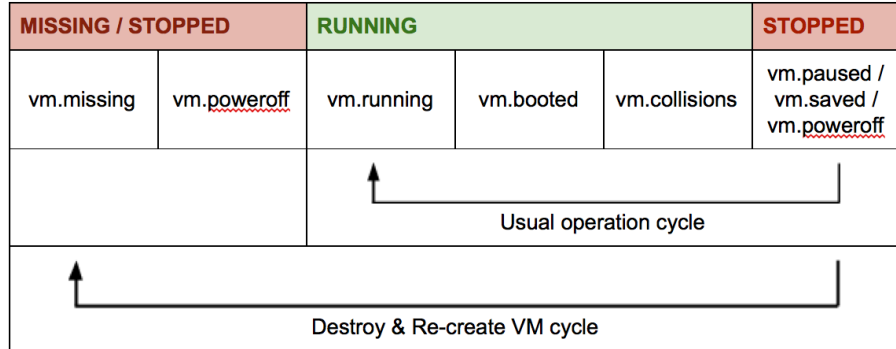 MISSING / STOPPED
RUNNING
STOPPED
vm.missing
vm.poweroff
vm.running
vm.booted
vm.collisions
vm.paused /
vm.saved /
vm.poweroff
Usual operation cycle
Destroy & Re-create VM cycle